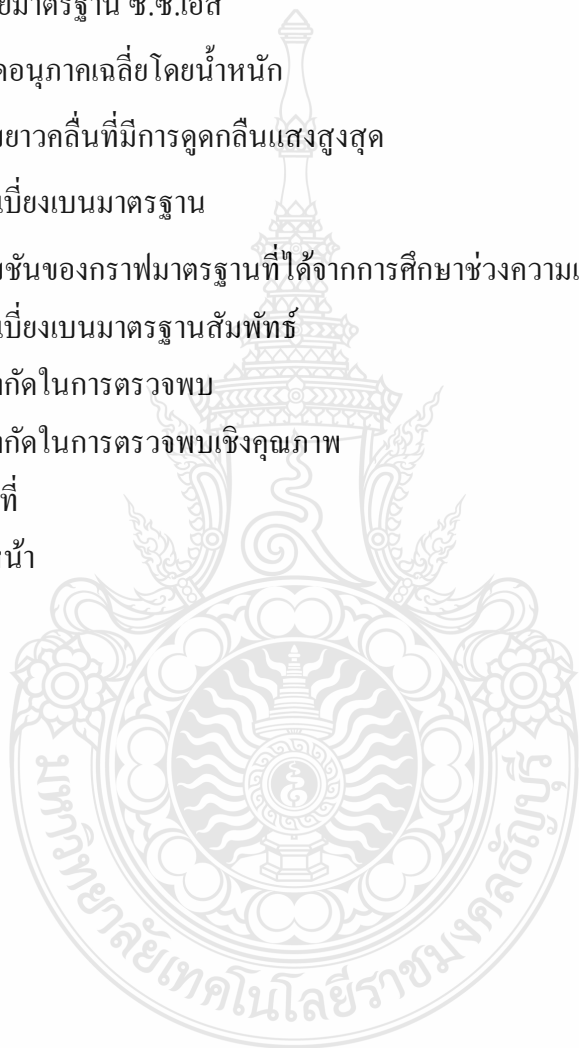 ยมาตรฐาน ซี.ซี.เอส
อนุภาคเฉลี่ยโดยน้ำหนัก
ยาวคลื่นที่มีการดูดกลืนแสงสูงสุด
เบี่ยงเบนมาตรฐาน
ชันของกราฟมาตรฐานที่ได้จากการศึกษาช่วงความเ
เบี่ยงเบนมาตรฐานสัมพัทธ์
กัดในการตรวจพบ
กัดในการตรวจพบเชิงคุณภาพ
ที่
หน้า
มหาวิทยาลัยเทคโนโลยีราชมงคลธัญบุรี